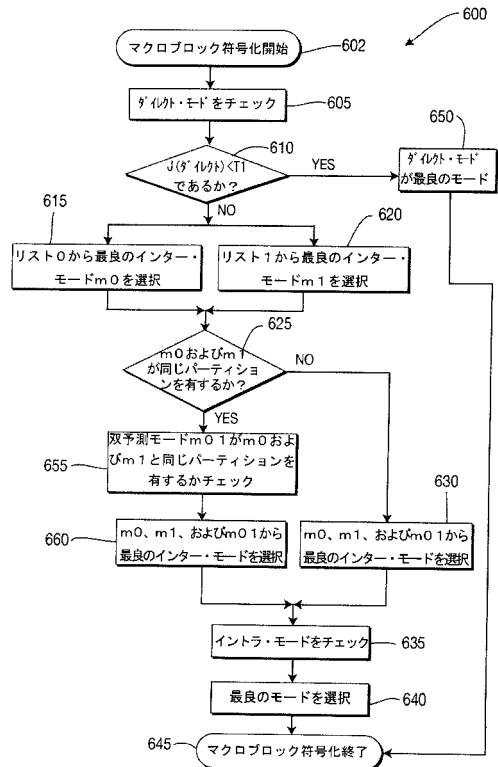 600
マクロブロック符号化開始
602
ダイレクト・モードをチェック
605
610
J(ダイレクト)<T1
であるか?
YES
NO
650
ダイレクト・モード
が最良のモード
615
リスト0から最良のインター・
モードm0を選択
620
リスト1から最良のインター・
モードm1を選択
625
m0およびm1
が同じパーティション
を有するか?
NO
YES
655
双予測モードm01がm0およ
びm1と同じパーティションを
有するかチェック
630
660
m0、m1、およびm01から
最良のインター・モードを選択
m0、m1、およびm01から
最良のインター・モードを選択
イントラ・モードをチェック
635
最良のモードを選択
640
645
マクロブロック符号化終了